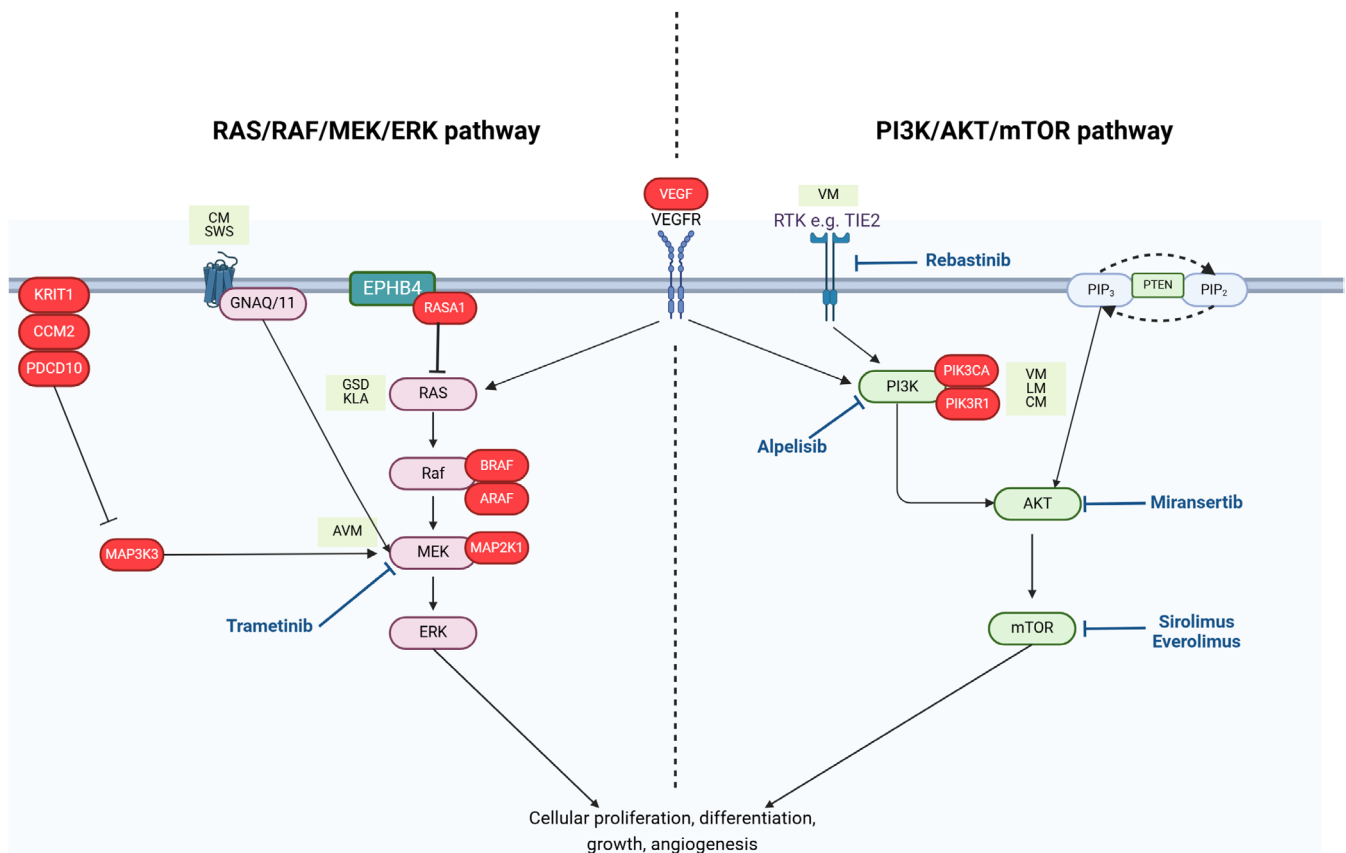 RAS/RAF/MEK/ERK pathway
PI3K/AKT/mTOR pathway
VEGF
VEGFR
VM
RTK e.g. TIE2
CM
SWS
Rebastinib
KRIT1
CCM2
PDCD10
GNAQ/11
EPHB4
RASA1
PIP3
PTEN
PIP2
GSD
KLA
RAS
PI3K
PIK3CA
PIK3R1
VM
LM
CM
Alpelisib
Raf
BRAF
ARAF
AKT
Miransertib
AVM
MAP3K3
MEK
MAP2K1
Trametinib
ERK
mTOR
Sirolimus
Everolimus
Cellular proliferation, differentiation,
growth, angiogenesis